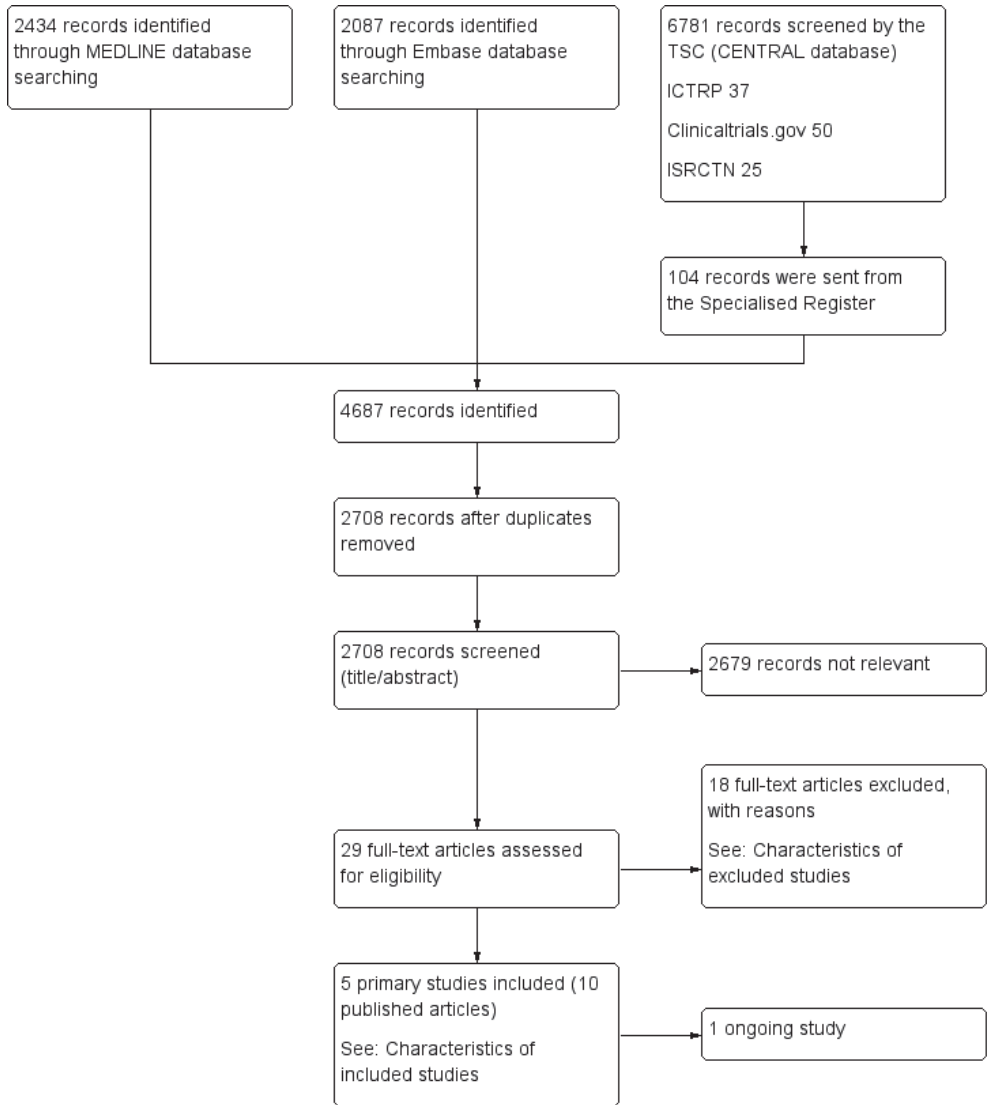 2434 records identified
through MEDLINE database
searching
2087 records identified
through Embase database
searching
6781 records screened by the
TSC (CENTRAL database)
ICTRP 37
Clinicaltrials.gov 50
ISRCTN 25
104 records were sent from
the Specialised Register
4687 records identified
2708 records after duplicates
removed
2708 records screened
(title/abstract)
2679 records not relevant
29 full-text articles assessed
for eligibility
18 full-text articles excluded,
with reasons
See: Characteristics of
excluded studies
5 primary studies included (10
published articles)
See: Characteristics of
included studies
1 ongoing study